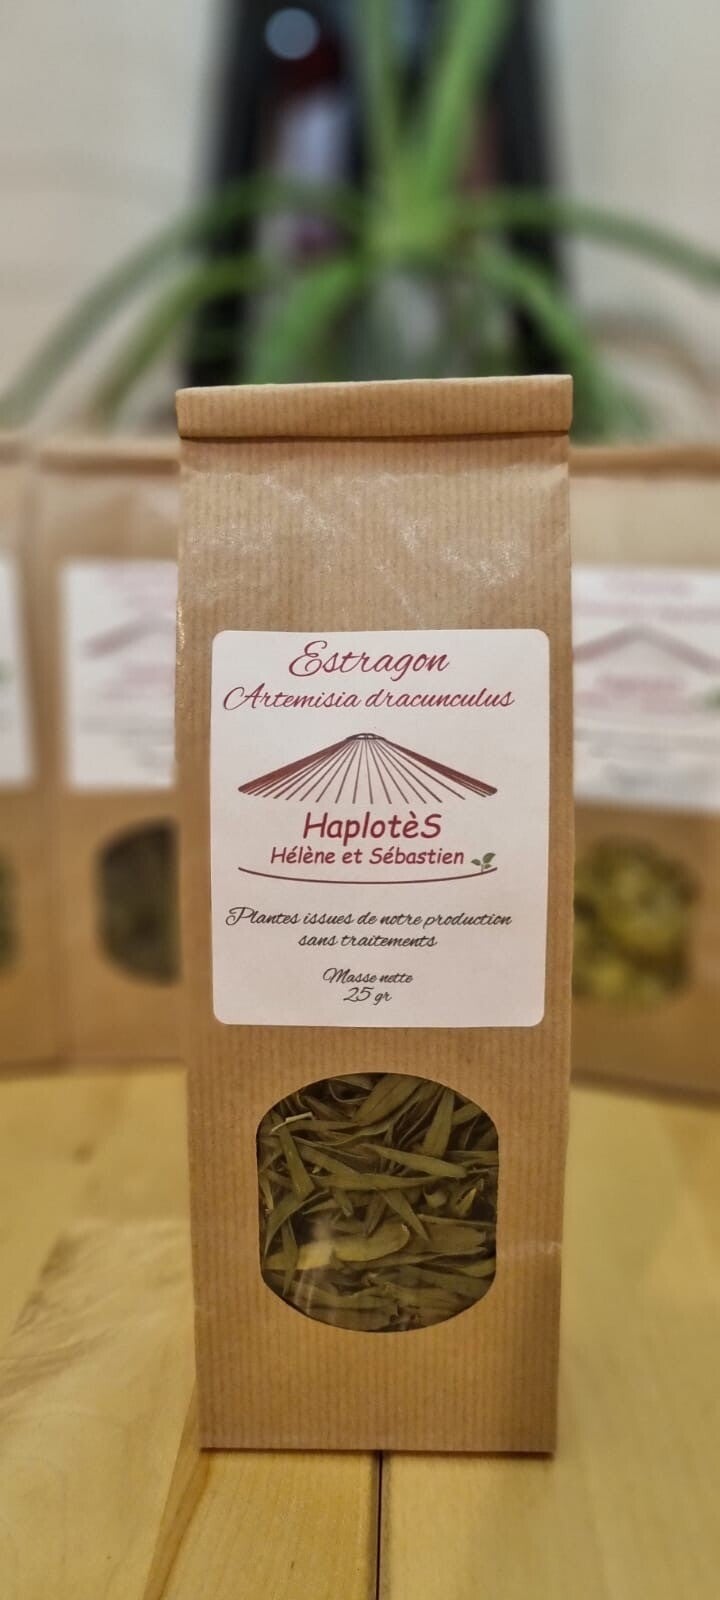 Estragon
Artemisia dracunculus
HaplotèS
Hélène et Sébastien
Plantes issues de notre production
sans traitements
Masse nette
25 gr